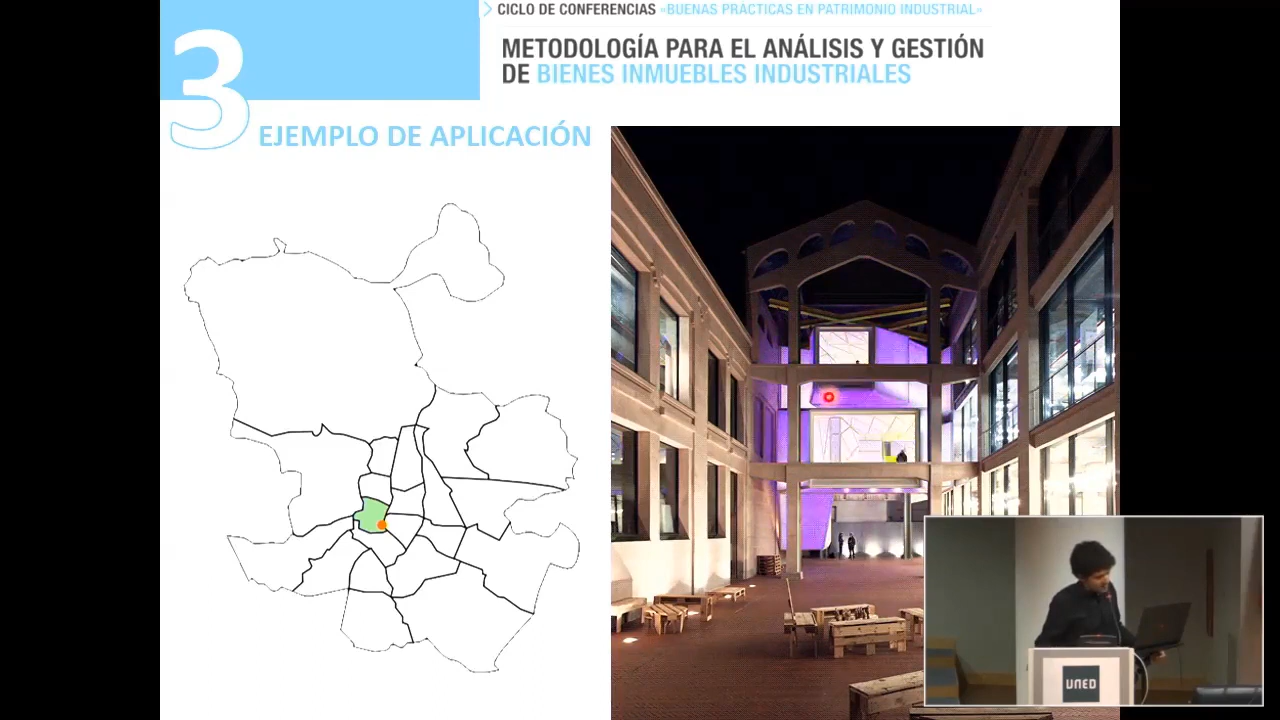 CICLO DE CONFERENCIAS «BUENAS PRÁCTICAS EN PATRIMONIO INDUSTRIAL»
METODOLOGÍA PARA EL ANÁLISIS Y GESTIÓN
DE BIENES INMUEBLES INDUSTRIALES
3 EJEMPLO DE APLICACIÓN
UNED